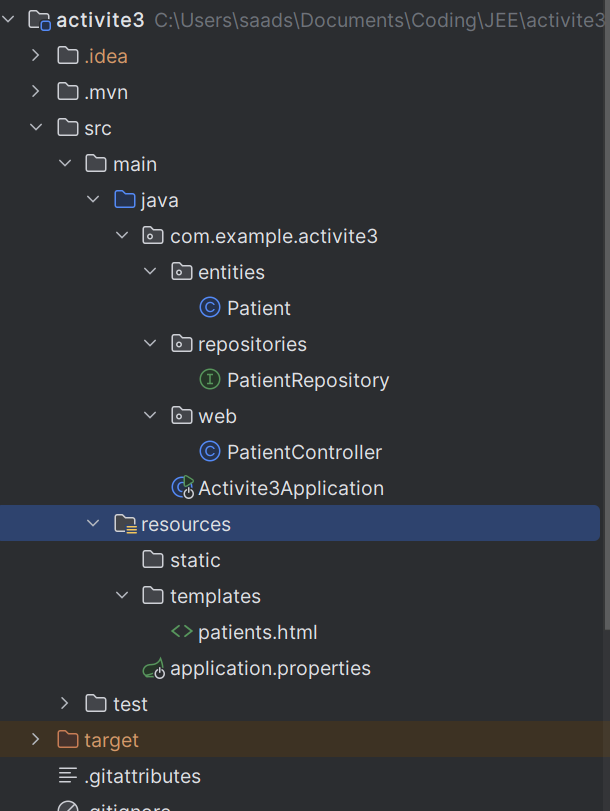 activite3 C:\Users\saads\Documents\Coding\JEE\activite3
.idea
.mvn
src
main
java
com.example.activite3
entities
Patient
repositories
PatientRepository
web
PatientController
Activite3Application
resources
static
templates
patients.html
application.properties
test
target
.gitattributes
.gitignore